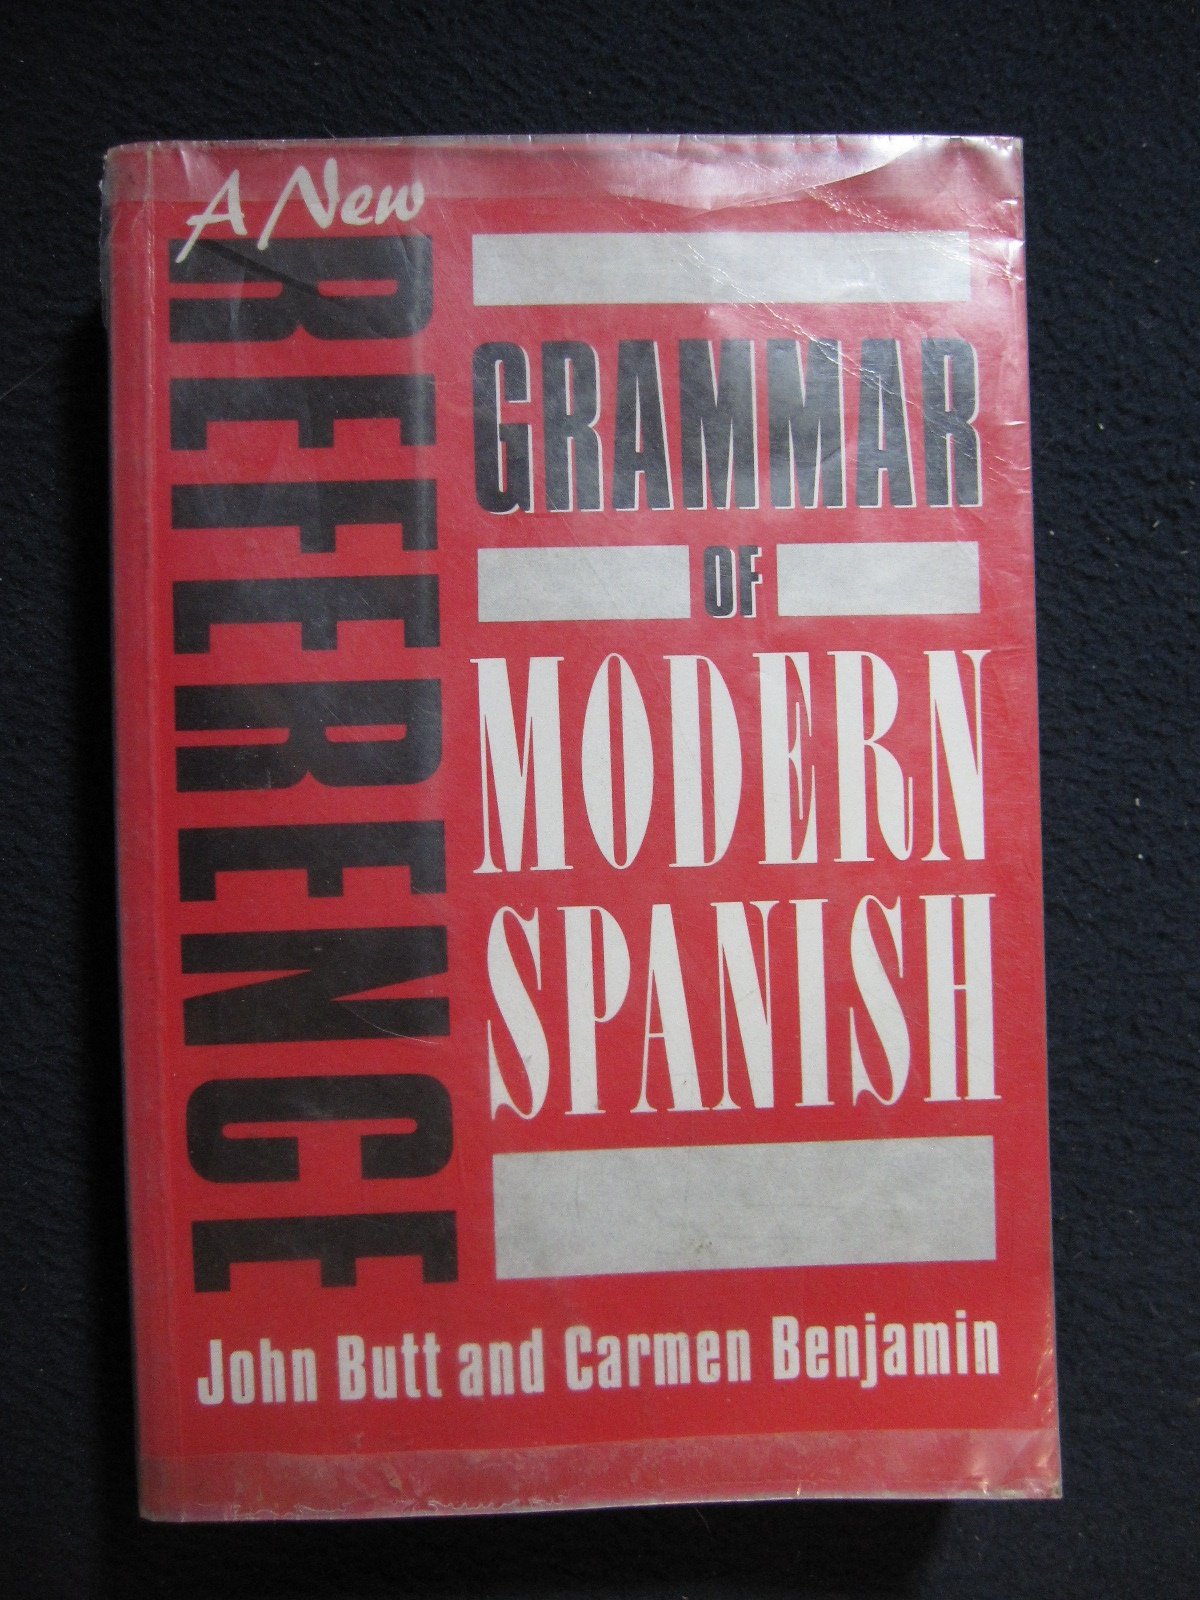 A New
REFERENCE
GRAMMAR
OF
MODERN
SPANISH
John Butt and Carmen Benjamin